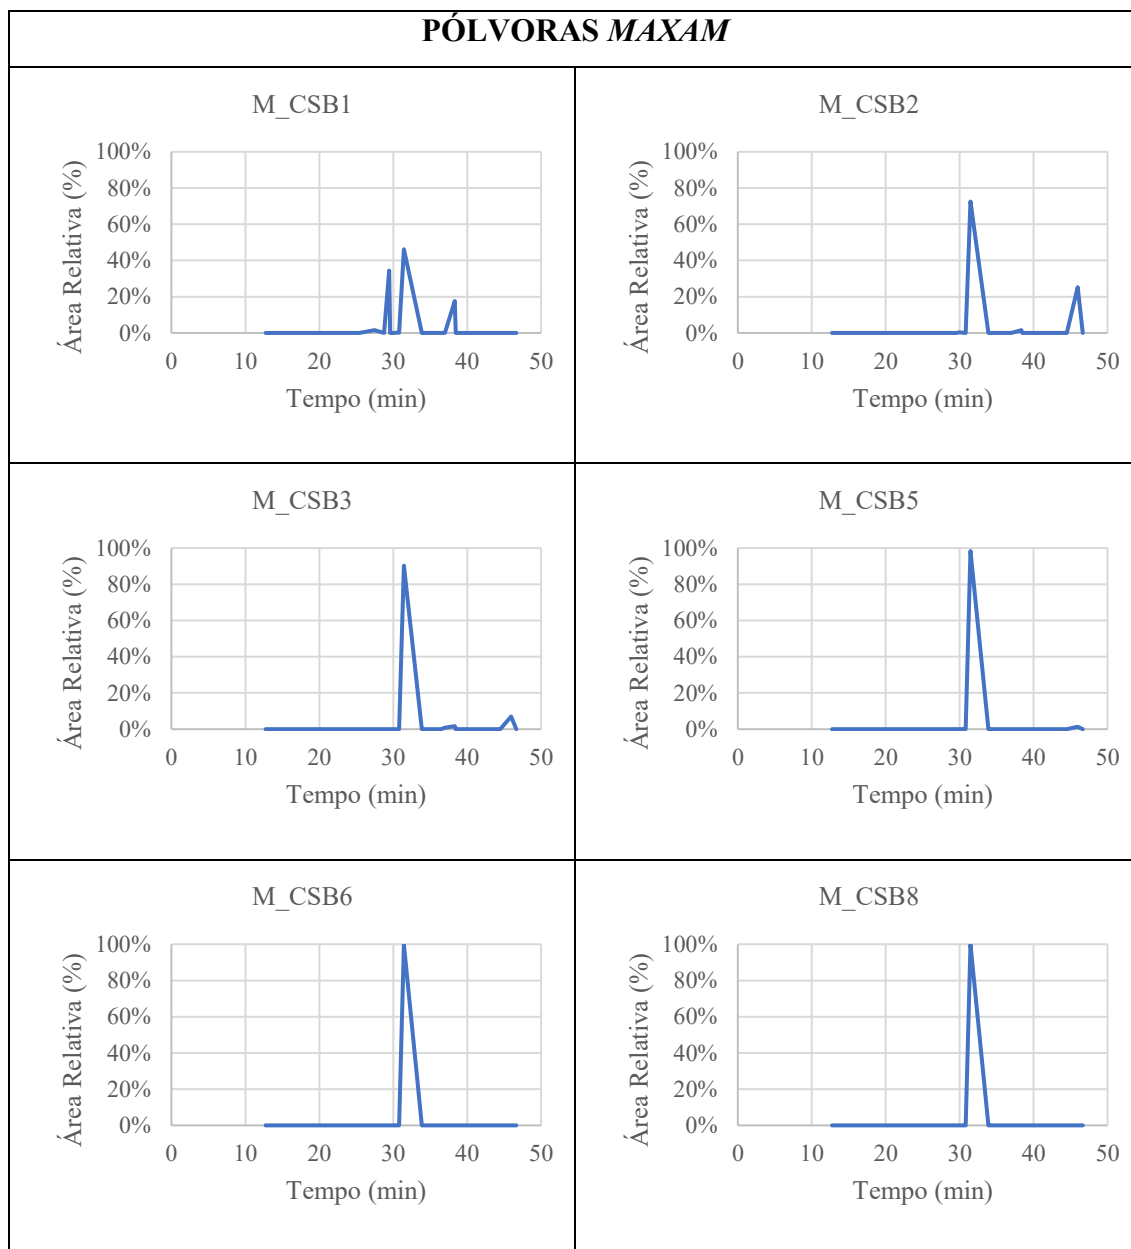 PÓLVORAS MAXAM
M_CSB1
100%
80%
60%
40%
20%
0%
0 10 20 30 40 50
Área Relativa (%)
Tempo (min)
M_CSB2
100%
80%
60%
40%
20%
0%
0 10 20 30 40 50
Área Relativa (%)
Tempo (min)
M_CSB3
100%
80%
60%
40%
20%
0%
0 10 20 30 40 50
Área Relativa (%)
Tempo (min)
M_CSB5
100%
80%
60%
40%
20%
0%
0 10 20 30 40 50
Área Relativa (%)
Tempo (min)
M_CSB6
100%
80%
60%
40%
20%
0%
0 10 20 30 40 50
Área Relativa (%)
Tempo (min)
M_CSB8
100%
80%
60%
40%
20%
0%
0 10 20 30 40 50
Área Relativa (%)
Tempo (min)